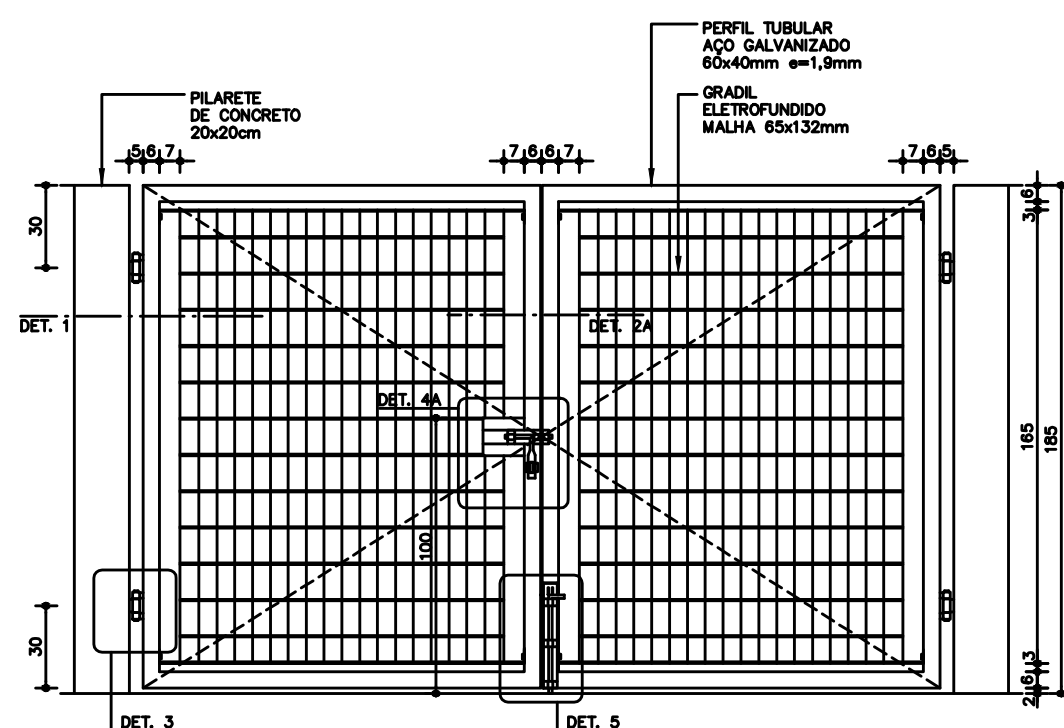 PERFIL TUBULAR
AÇO GALVANIZADO
60x40mm e=1,9mm
PILARETE
DE CONCRETO
20x20cm
GRADIL
ELETROFUNDIDO
MALHA 65x132mm
5 6 7
7 6 6 7
7 6 5
30
6
3
DET. 1
DET. 2A
DET. 4A
165
185
100
30
3
6
2
DET. 3
DET. 5